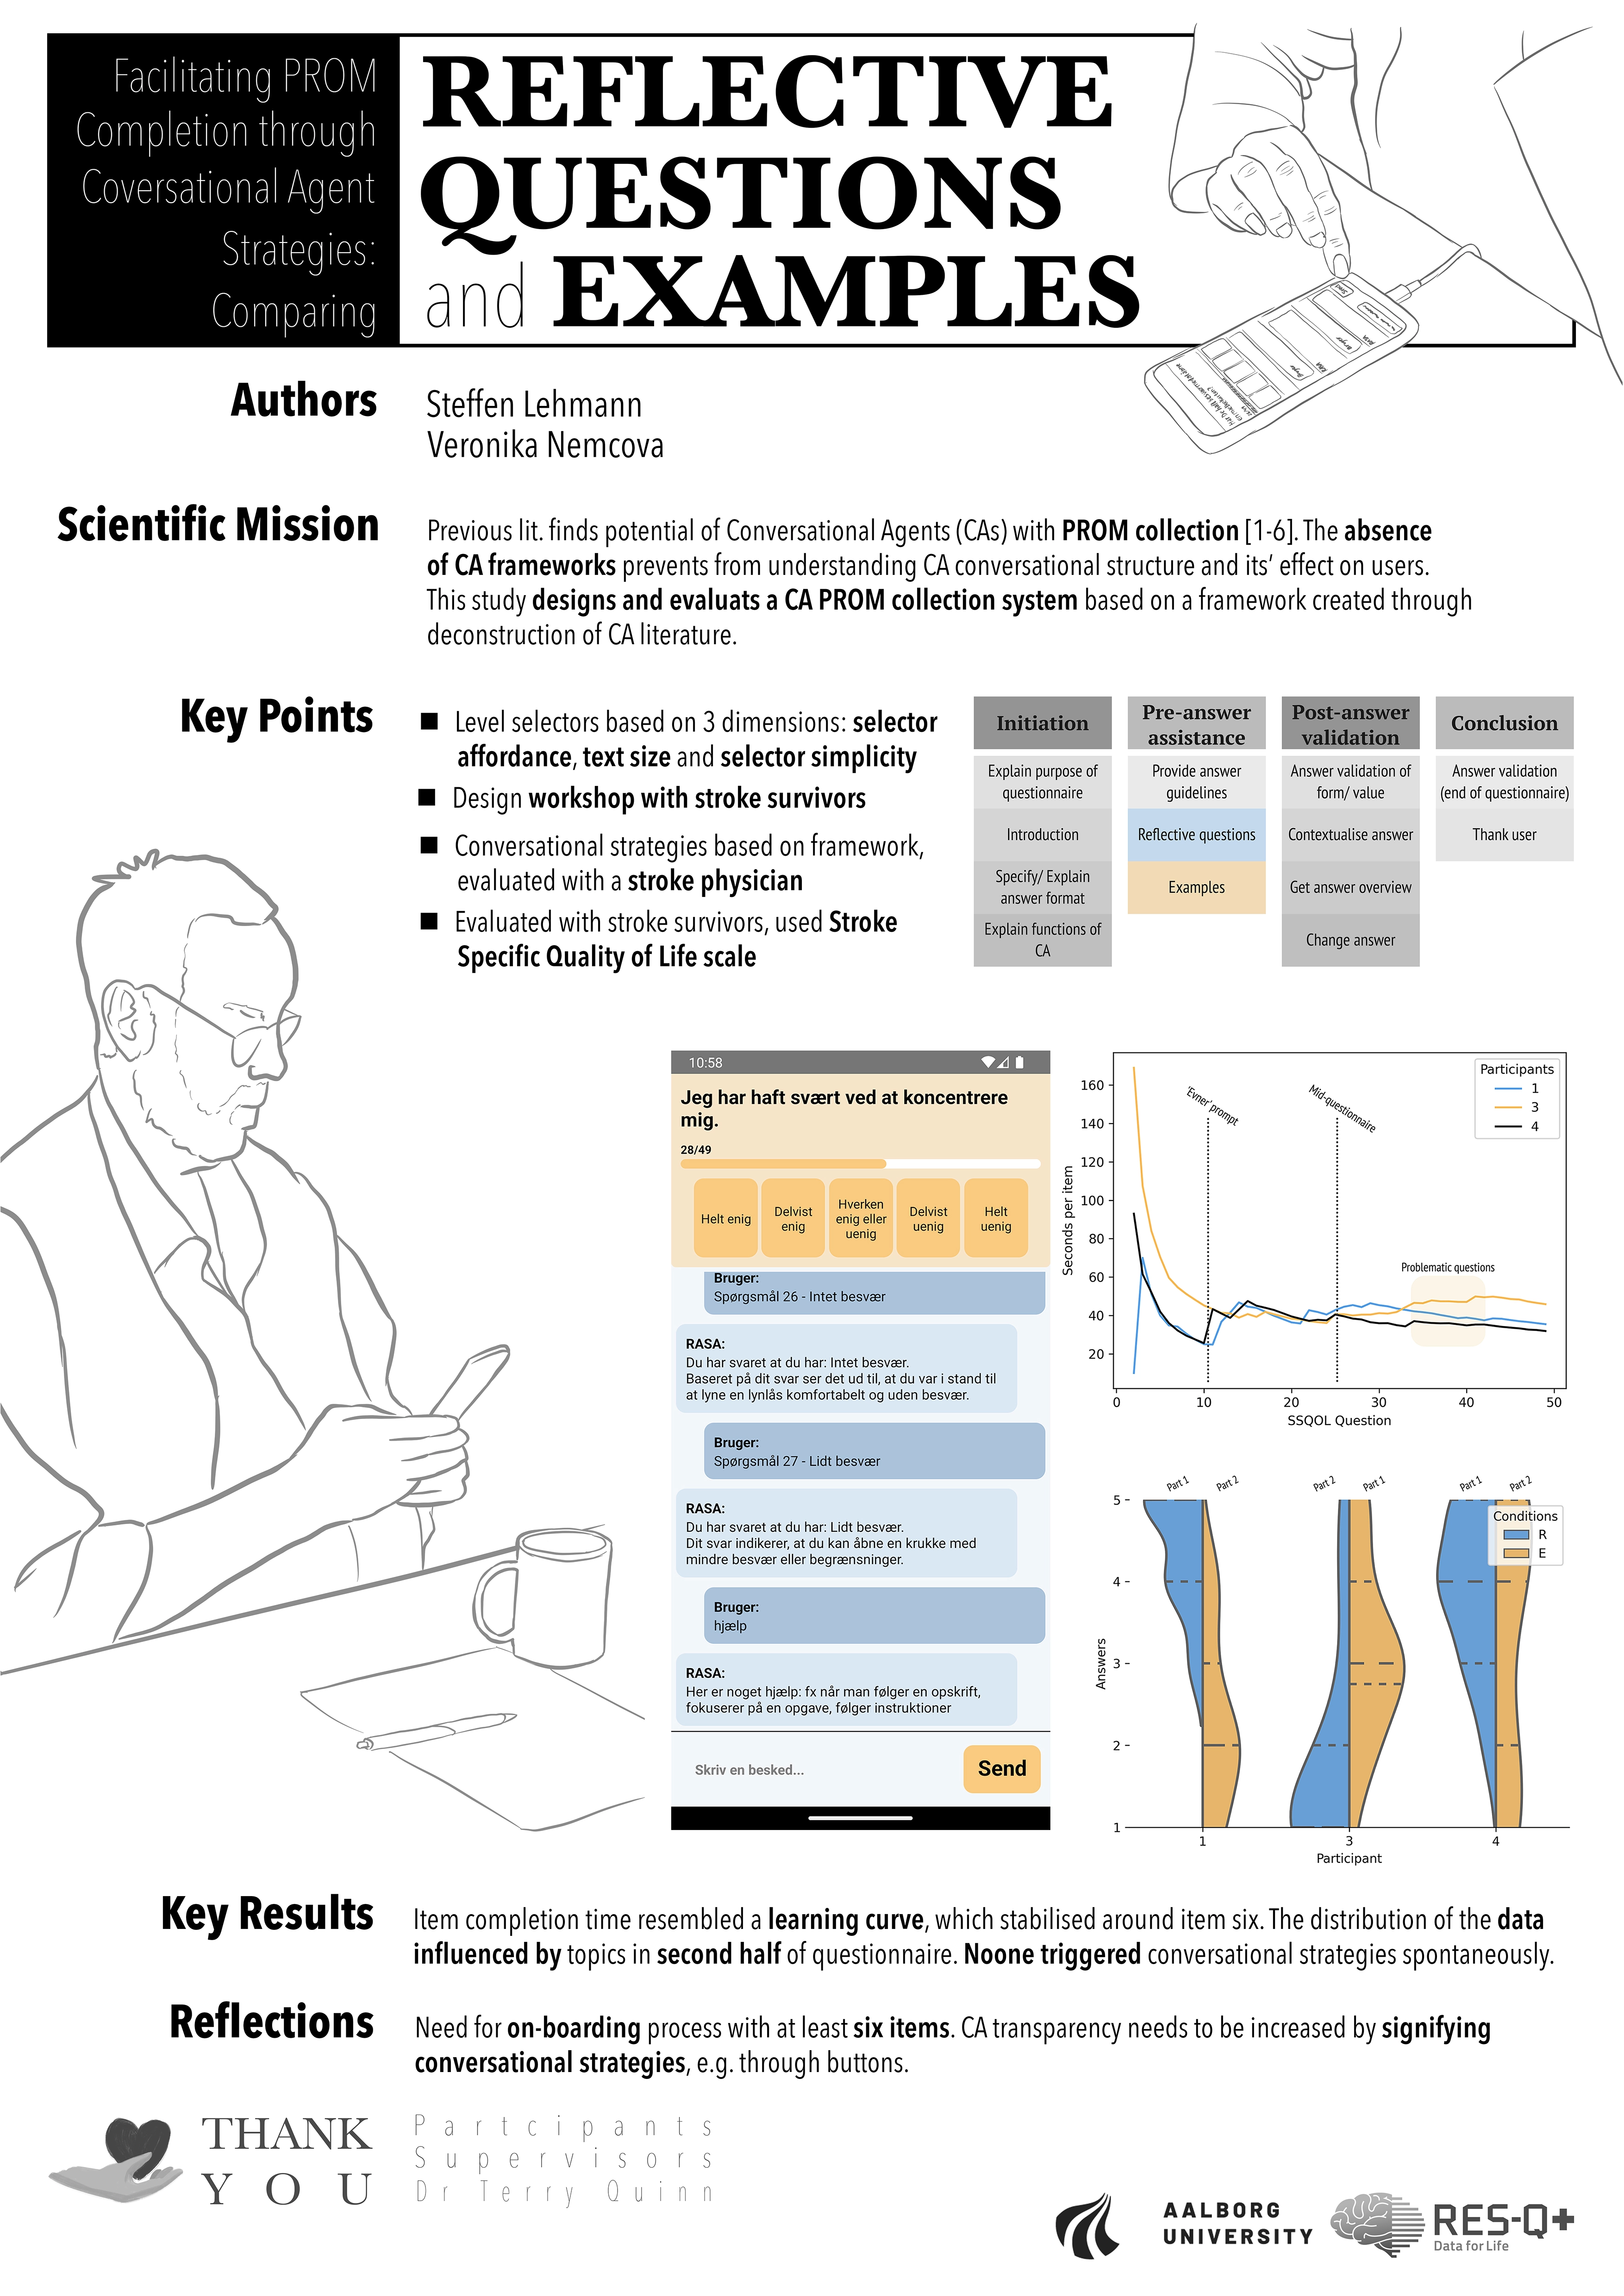 Facilitating PROM
Completion through
Coversational Agent
Strategies:
Comparing
REFLECTIVE
QUESTIONS
and EXAMPLES
Authors
Steffen Lehmann
Veronika Nemcova
Scientific Mission
Previous lit. finds potential of Conversational Agents (CAs) with PROM collection [1-6]. The absence
of CA frameworks prevents from understanding CA conversational structure and its’ effect on users.
This study designs and evaluats a CA PROM collection system based on a framework created through
deconstruction of CA literature.
Key Points
■ Level selectors based on 3 dimensions: selector
affordance, text size and selector simplicity
■ Design workshop with stroke survivors
■ Conversational strategies based on framework,
evaluated with a stroke physician
■ Evaluated with stroke survivors, used Stroke
Specific Quality of Life scale
Initiation
Explain purpose of
questionnaire
Introduction
Specify/ Explain
answer format
Explain functions of
CA
Pre-answer
assistance
Provide answer
guidelines
Reflective questions
Examples
Post-answer
validation
Answer validation of
form/ value
Contextualise answer
Get answer overview
Change answer
Conclusion
Answer validation
(end of questionnaire)
Thank user
10:58
Jeg har haft svært ved at koncentrere
mig.
28/49
Helt enig
Delvist
enig
Hverken
enig eller
uenig
Delvist
uenig
Helt
uenig
Bruger:
Spørgsmål 26 - Intet besvær
RASA:
Du har svaret at du har: Intet besvær.
Baseret på dit svar ser det ud til, at du var i stand til
at lyne en lynlås komfortabelt og uden besvær.
Bruger:
Spørgsmål 27 - Lidt besvær
RASA:
Du har svaret at du har: Lidt besvær.
Dit svar indikerer, at du kan åbne en krukke med
mindre besvær eller begrænsninger.
Bruger:
hjælp
RASA:
Her er noget hjælp: fx når man følger en opskrift,
fokuserer på en opgave, følger instruktioner
Skriv en besked...
Send
Participants
1
3
4
'Evner' prompt
Mid-questionnaire
Problematic questions
Seconds per item
160
140
120
100
80
60
40
20
0 10 20 30 40 50
SSQOL Question
Part 1 Part 2 Part 2 Part 1 Part 1 Part 2
Conditions
R
E
Answers
5
4
3
2
1
1 3 4
Participant
Key Results
Item completion time resembled a learning curve, which stabilised around item six. The distribution of the data
influenced by topics in second half of questionnaire. Noone triggered conversational strategies spontaneously.
Reflections
Need for on-boarding process with at least six items. CA transparency needs to be increased by signifying
conversational strategies, e.g. through buttons.
THANK
YOU
Partcipants
Supervisors
Dr Terry Quinn
AALBORG
UNIVERSITY
RES-Q+
Data for Life